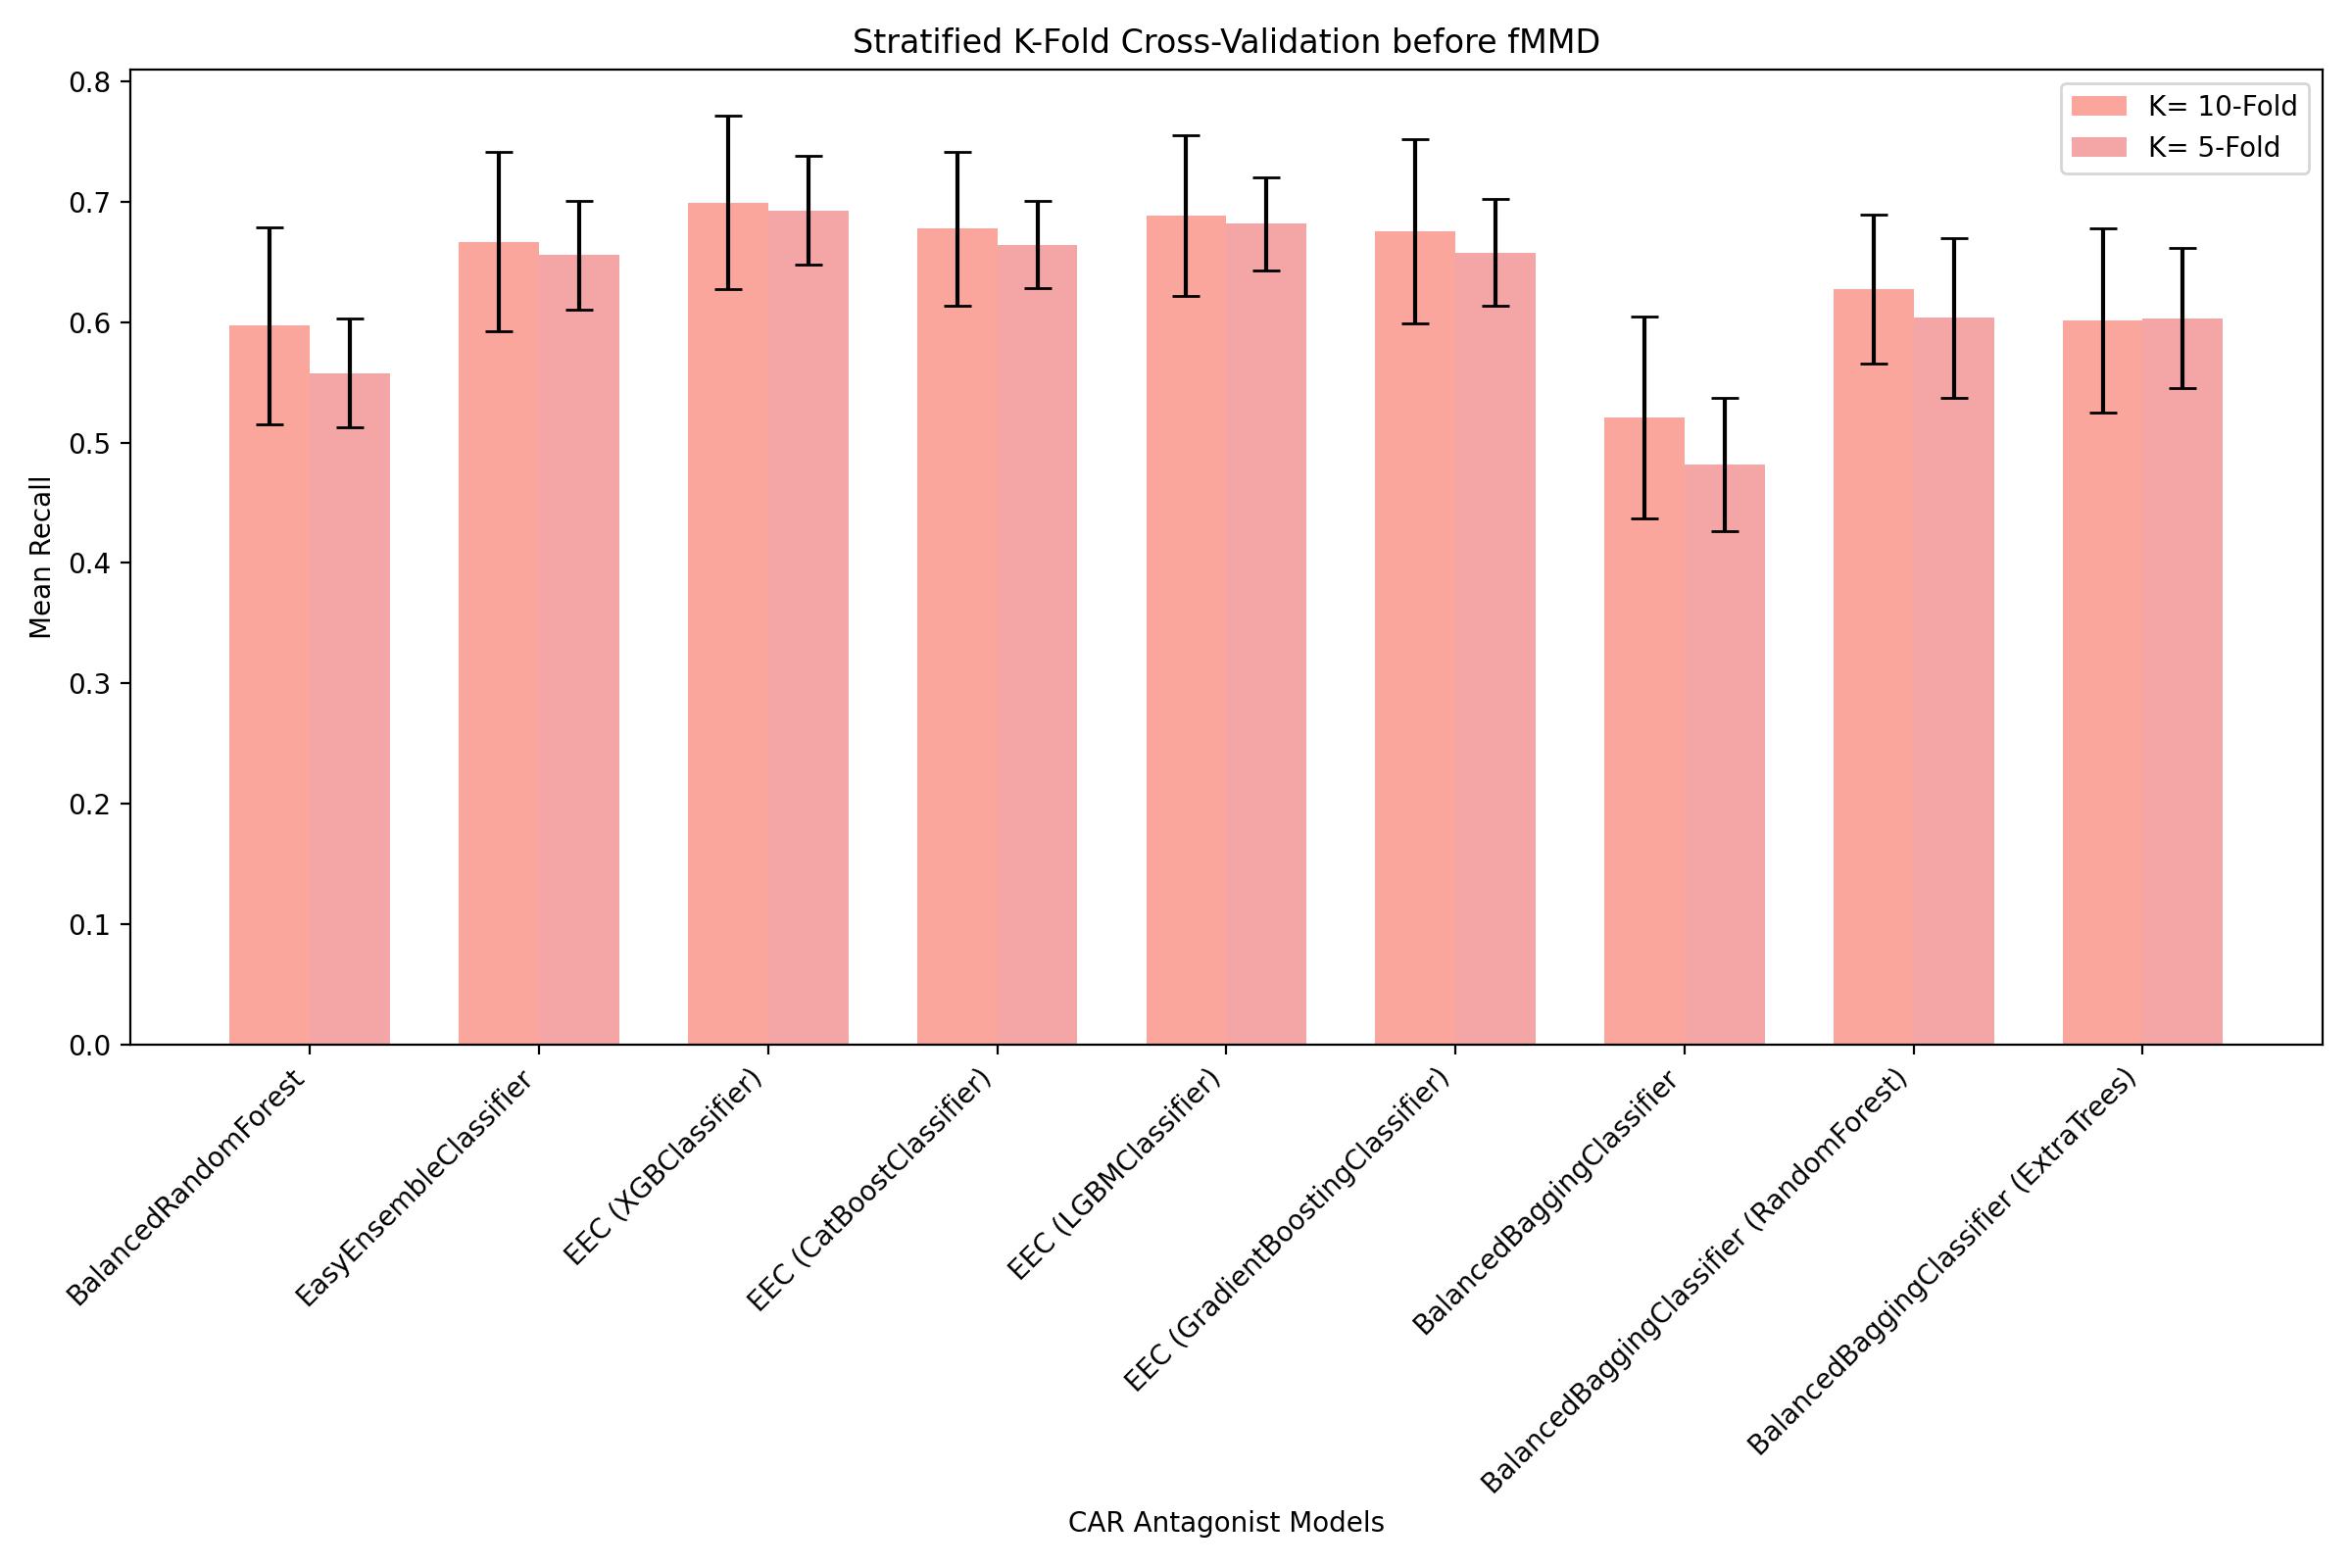 Stratified K-Fold Cross-Validation before fMMD
K= 10-Fold
K= 5-Fold
Mean Recall
0.8
0.7
0.6
0.5
0.4
0.3
0.2
0.1
0.0
BalancedRandomForest
EasyEnsembleClassifier
EEC (XGBClassifier)
EEC (CatBoostClassifier)
EEC (LGBMClassifier)
EEC (GradientBoostingClassifier)
BalancedBaggingClassifier
BalancedBaggingClassifier (RandomForest)
BalancedBaggingClassifier (ExtraTrees)
CAR Antagonist Models